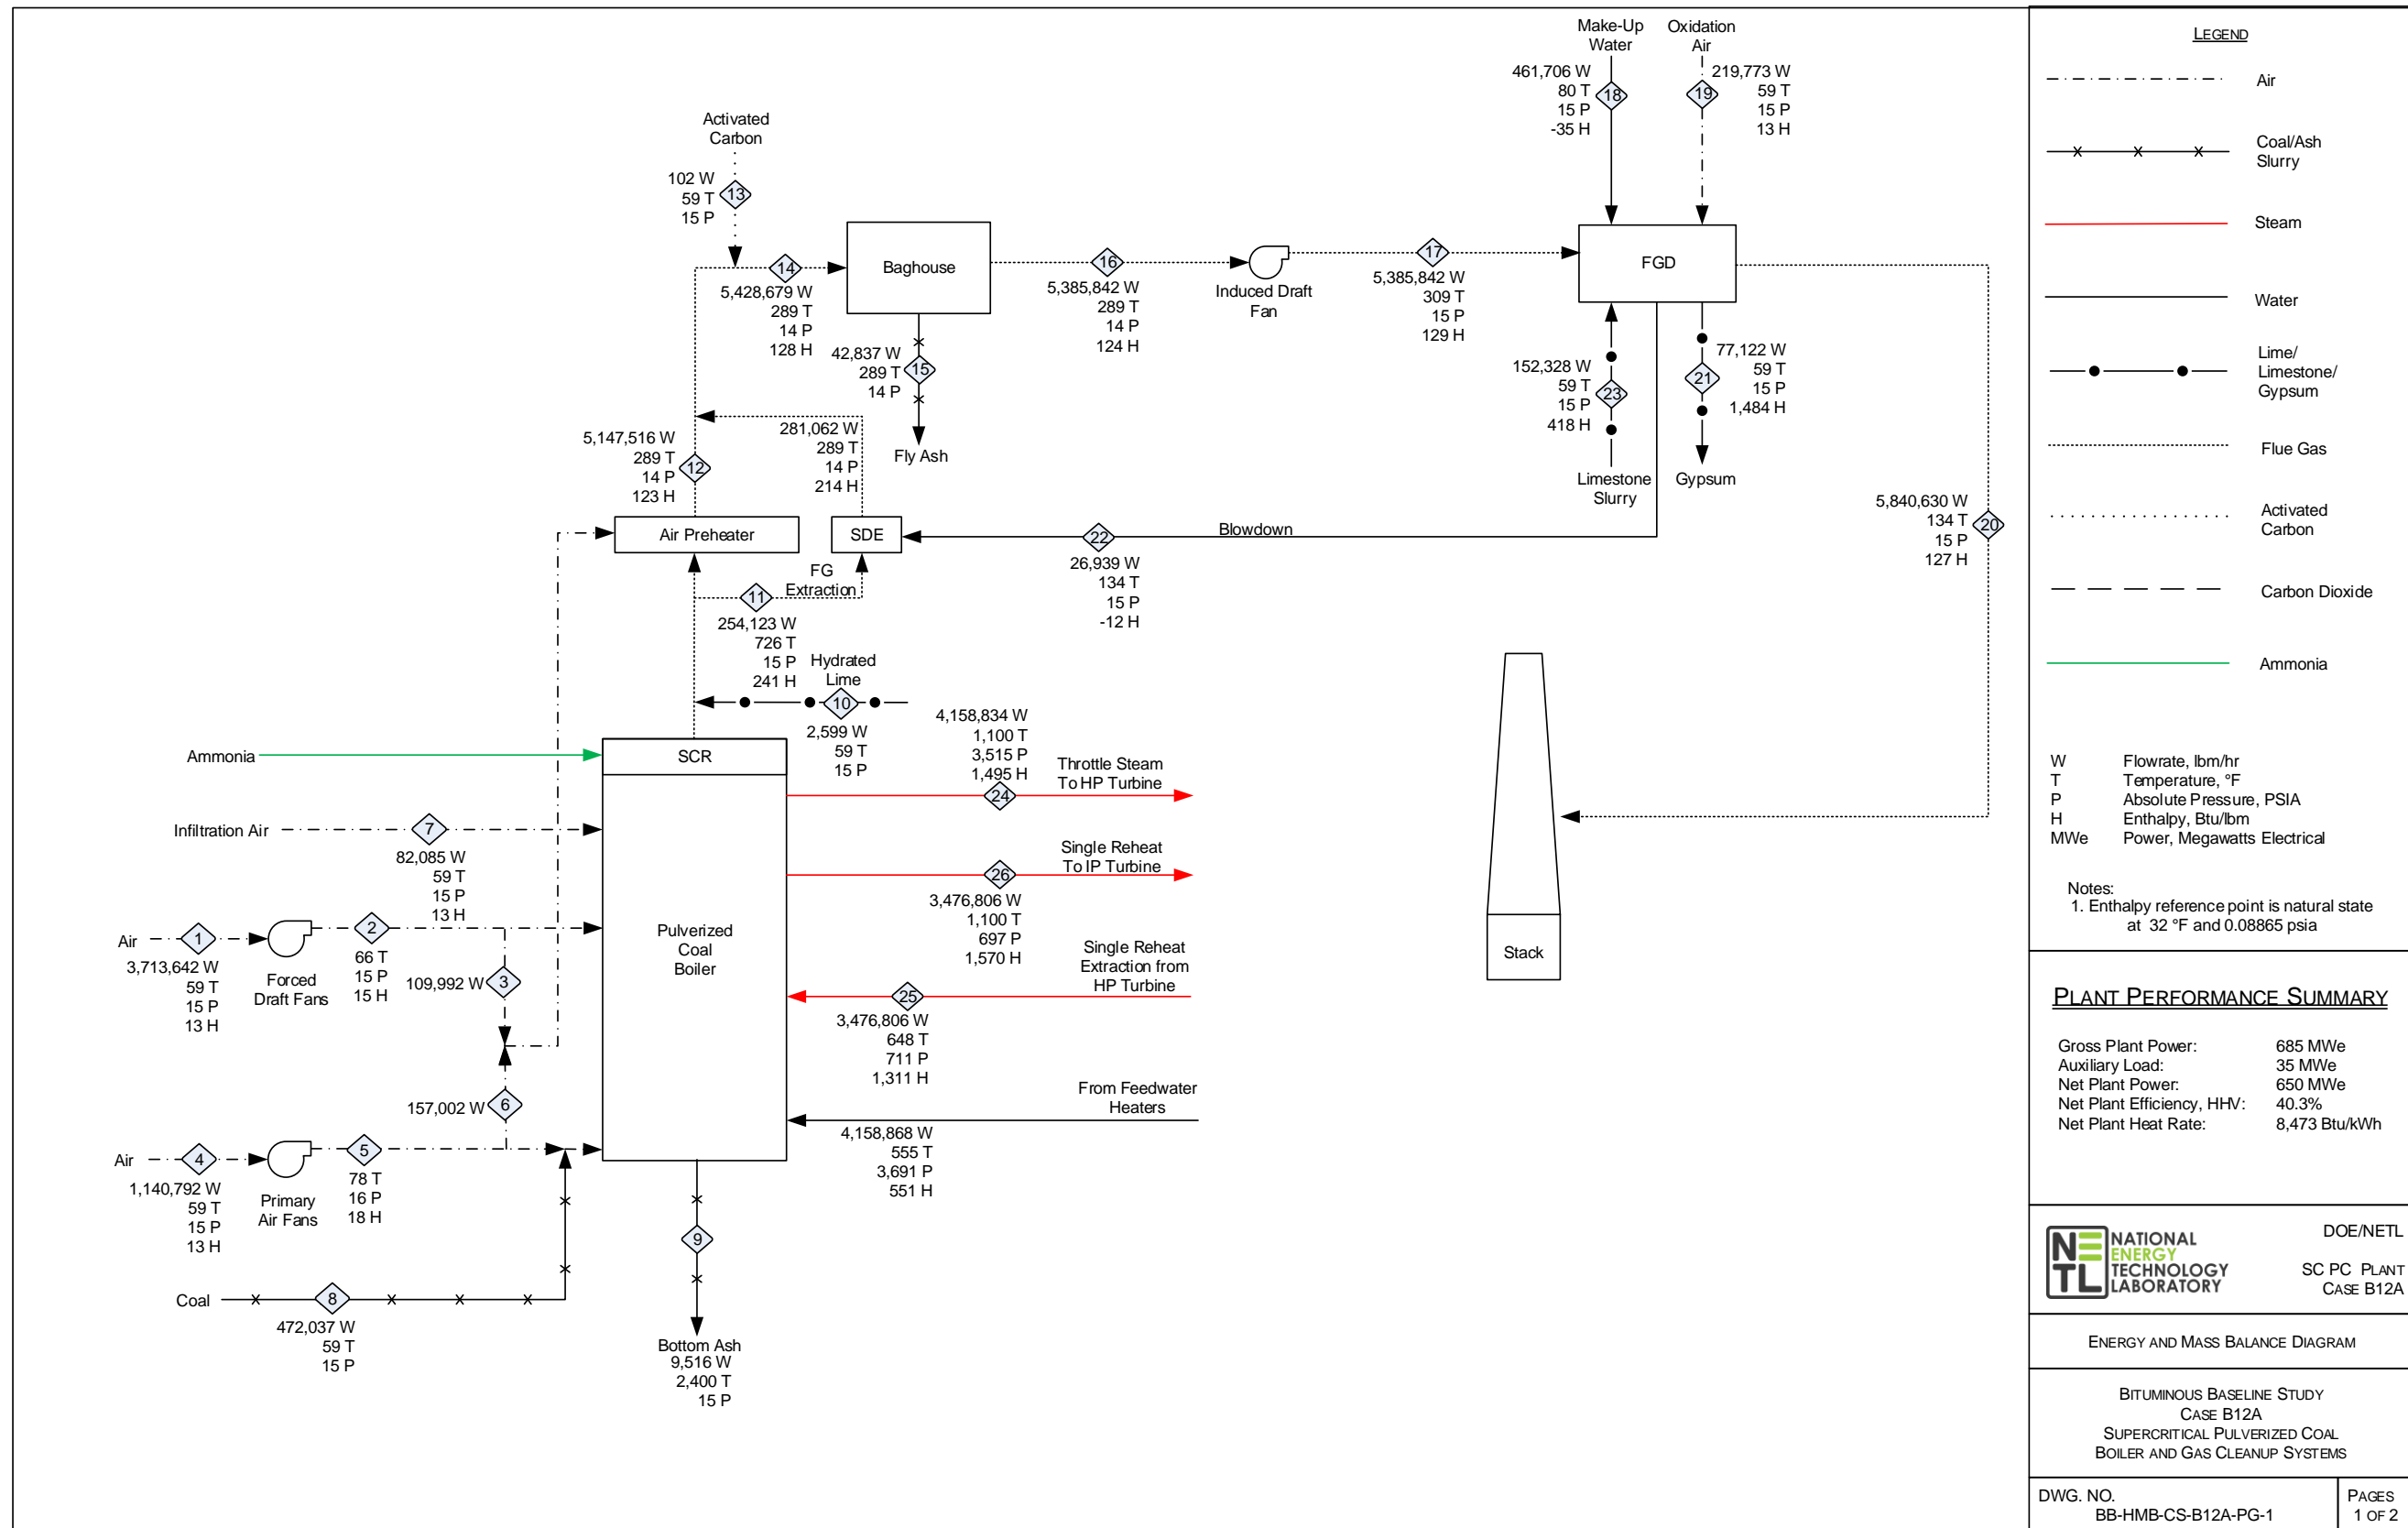 Make-Up
Water
461,706 W
80 T
15 P
-35 H
18
Oxidation
Air
219,773 W
59 T
15 P
13 H
19
Activated
Carbon
102 W
59 T
15 P
13
14
5,428,679 W
289 T
14 P
128 H
Baghouse
16
5,385,842 W
289 T
14 P
124 H
Induced Draft
Fan
17
5,385,842 W
309 T
15 P
129 H
FGD
42,837 W
289 T
14 P
15
Fly Ash
152,328 W
59 T
15 P
418 H
23
Limestone
Slurry
77,122 W
59 T
15 P
1,484 H
21
Gypsum
5,147,516 W
289 T
14 P
123 H
12
281,062 W
289 T
14 P
214 H
Air Preheater
SDE
22
Blowdown
26,939 W
134 T
15 P
-12 H
5,840,630 W
134 T
15 P
127 H
20
FG
Extraction
11
254,123 W
726 T
15 P
241 H
Hydrated
Lime
10
2,599 W
59 T
15 P
Ammonia
SCR
4,158,834 W
1,100 T
3,515 P
1,495 H
24
Throttle Steam
To HP Turbine
Infiltration Air
7
82,085 W
59 T
15 P
13 H
Single Reheat
To IP Turbine
26
3,476,806 W
1,100 T
697 P
1,570 H
Air
1
3,713,642 W
59 T
15 P
13 H
Forced
Draft Fans
2
66 T
15 P
15 H
109,992 W
3
Pulverized
Coal
Boiler
Single Reheat
Extraction from
HP Turbine
25
3,476,806 W
648 T
711 P
1,311 H
Stack
157,002 W
6
From Feedwater
Heaters
4,158,868 W
555 T
3,691 P
551 H
Air
4
1,140,792 W
59 T
15 P
13 H
Primary
Air Fans
5
78 T
16 P
18 H
Coal
8
472,037 W
59 T
15 P
9
Bottom Ash
9,516 W
2,400 T
15 P
LEGEND
Air
Coal/Ash
Slurry
Steam
Water
Lime/
Limestone/
Gypsum
Flue Gas
Activated
Carbon
Carbon Dioxide
Ammonia
W Flowrate, lbm/hr
T Temperature, °F
P Absolute Pressure, PSIA
H Enthalpy, Btu/lbm
MWe Power, Megawatts Electrical
Notes:
1. Enthalpy reference point is natural state
at 32 °F and 0.08865 psia
PLANT PERFORMANCE SUMMARY
Gross Plant Power: 685 MWe
Auxiliary Load: 35 MWe
Net Plant Power: 650 MWe
Net Plant Efficiency, HHV: 40.3%
Net Plant Heat Rate: 8,473 Btu/kWh
NE
TL
NATIONAL
ENERGY
TECHNOLOGY
LABORATORY
DOE/NETL
SC PC PLANT
CASE B12A
ENERGY AND MASS BALANCE DIAGRAM
BITUMINOUS BASELINE STUDY
CASE B12A
SUPERCRITICAL PULVERIZED COAL
BOILER AND GAS CLEANUP SYSTEMS
DWG. NO.
BB-HMB-CS-B12A-PG-1
PAGES
1 OF 2